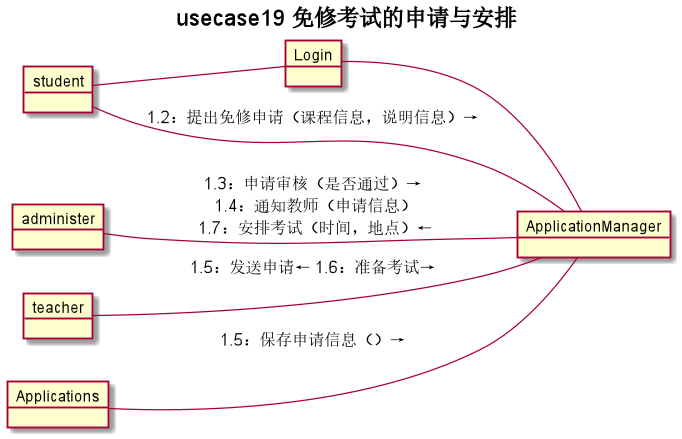 usecase19 免修考试的申请与安排
Login
student
1.2：提出免修申请（课程信息，说明信息）→
1.3：申请审核（是否通过）→
1.4：通知教师（申请信息）
administer
1.7：安排考试（时间，地点）←
ApplicationManager
1.5：发送申请← 1.6：准备考试→
teacher
1.5：保存申请信息（）→
Applications